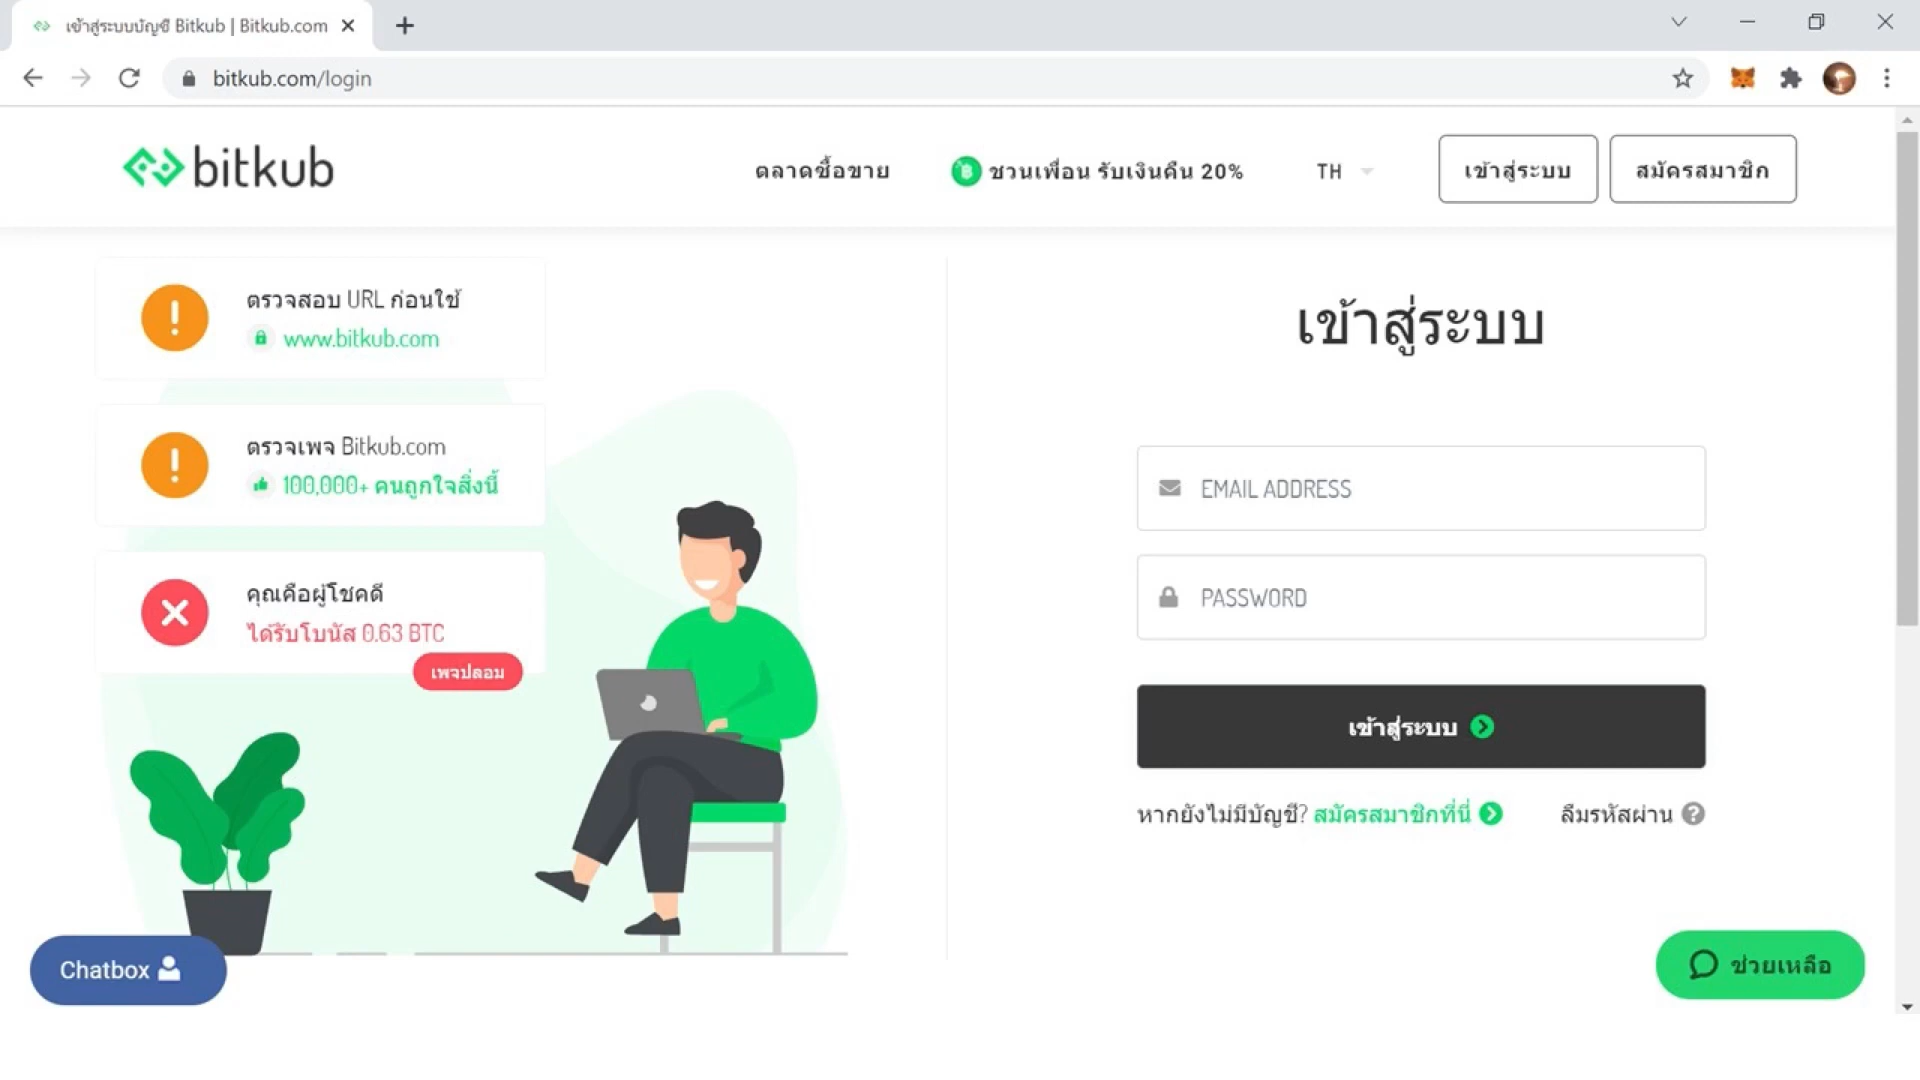 เข้าสู่ระบบบัญชี Bitkub | Bitkub.com
bitkub.com/login
bitkub
ตลาดซื้อขาย
ชวนเพื่อน รับเงินคืน 20%
TH
เข้าสู่ระบบ
สมัครสมาชิก
ตรวจสอบ URL ก่อนใช้
www.bitkub.com
ตรวจเพจ Bitkub.com
100,000+ คนถูกใจสิ่งนี้
คุณคือผู้โชคดี
ได้รับโบนัส 0.63 BTC
เพจปลอม
เข้าสู่ระบบ
EMAIL ADDRESS
PASSWORD
เข้าสู่ระบบ
หากยังไม่มีบัญชี? สมัครสมาชิกที่นี่
ลืมรหัสผ่าน
Chatbox
ช่วยเหลือ